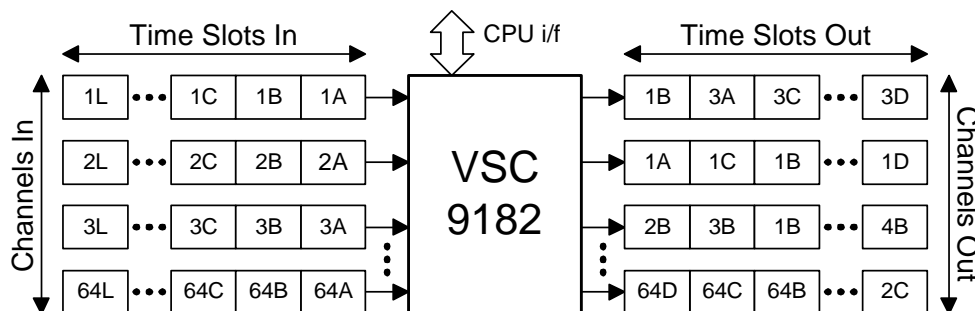 Time Slots In
CPU i/f
Time Slots Out
Channels In
1L ••• 1C 1B 1A
1B 3A 3C ••• 3D
2L ••• 2C 2B 2A
1A 1C 1B ••• 1D
3L ••• 3C 3B 3A
2B 3B 1B ••• 4B
64L ••• 64C 64B 64A
64D 64C 64B ••• 2C
VSC
9182
Channels Out